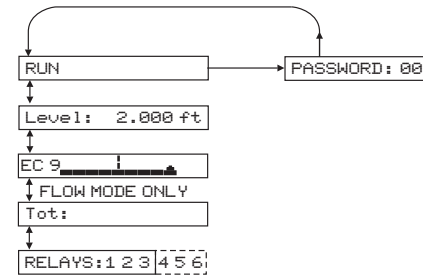 RUN
PASSWORD: 00
Level: 2.000 ft
EC 9
FLOW MODE ONLY
Tot:
RELAYS:1 2 3 4 5 6